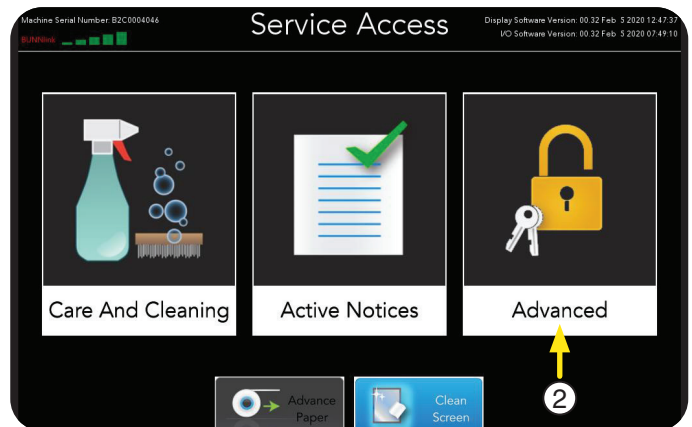 Machine Serial Number: B2C0004046
BUNNlink
Service Access
Display Software Version: 00.32 Feb 5 2020 12:47:37
I/O Software Version: 00.32 Feb 5 2020 07:49:10
Care And Cleaning
Active Notices
Advanced
Advance
Paper
Clean
Screen
2